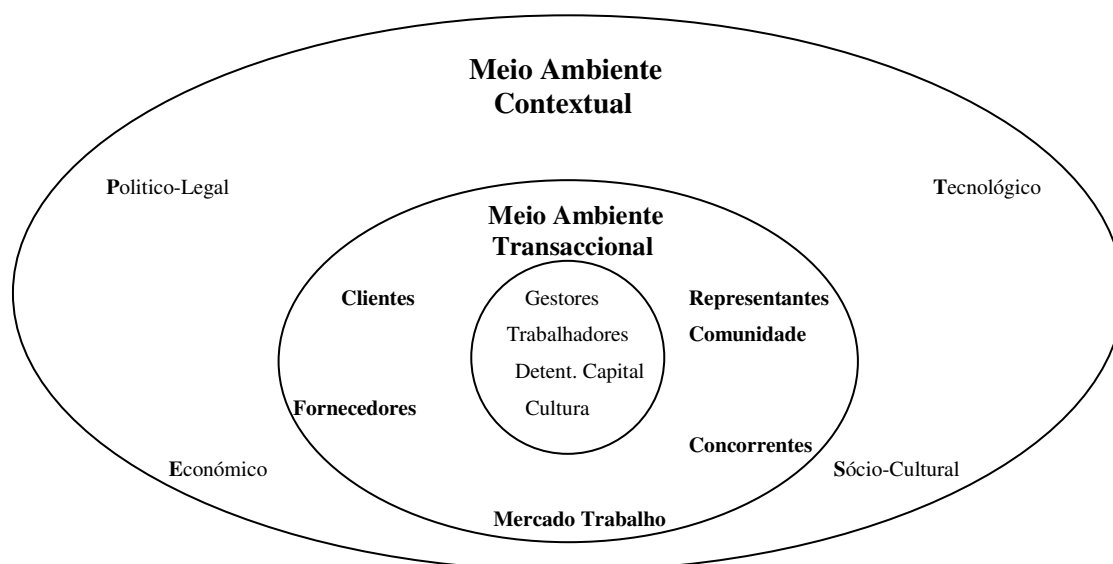 Meio Ambiente
Contextual
Politico-Legal
Tecnológico
Meio Ambiente
Transaccional
Clientes
Gestores
Representantes
Trabalhadores
Comunidade
Detent. Capital
Fornecedores
Cultura
Concorrentes
Económico
Sócio-Cultural
Mercado Trabalho